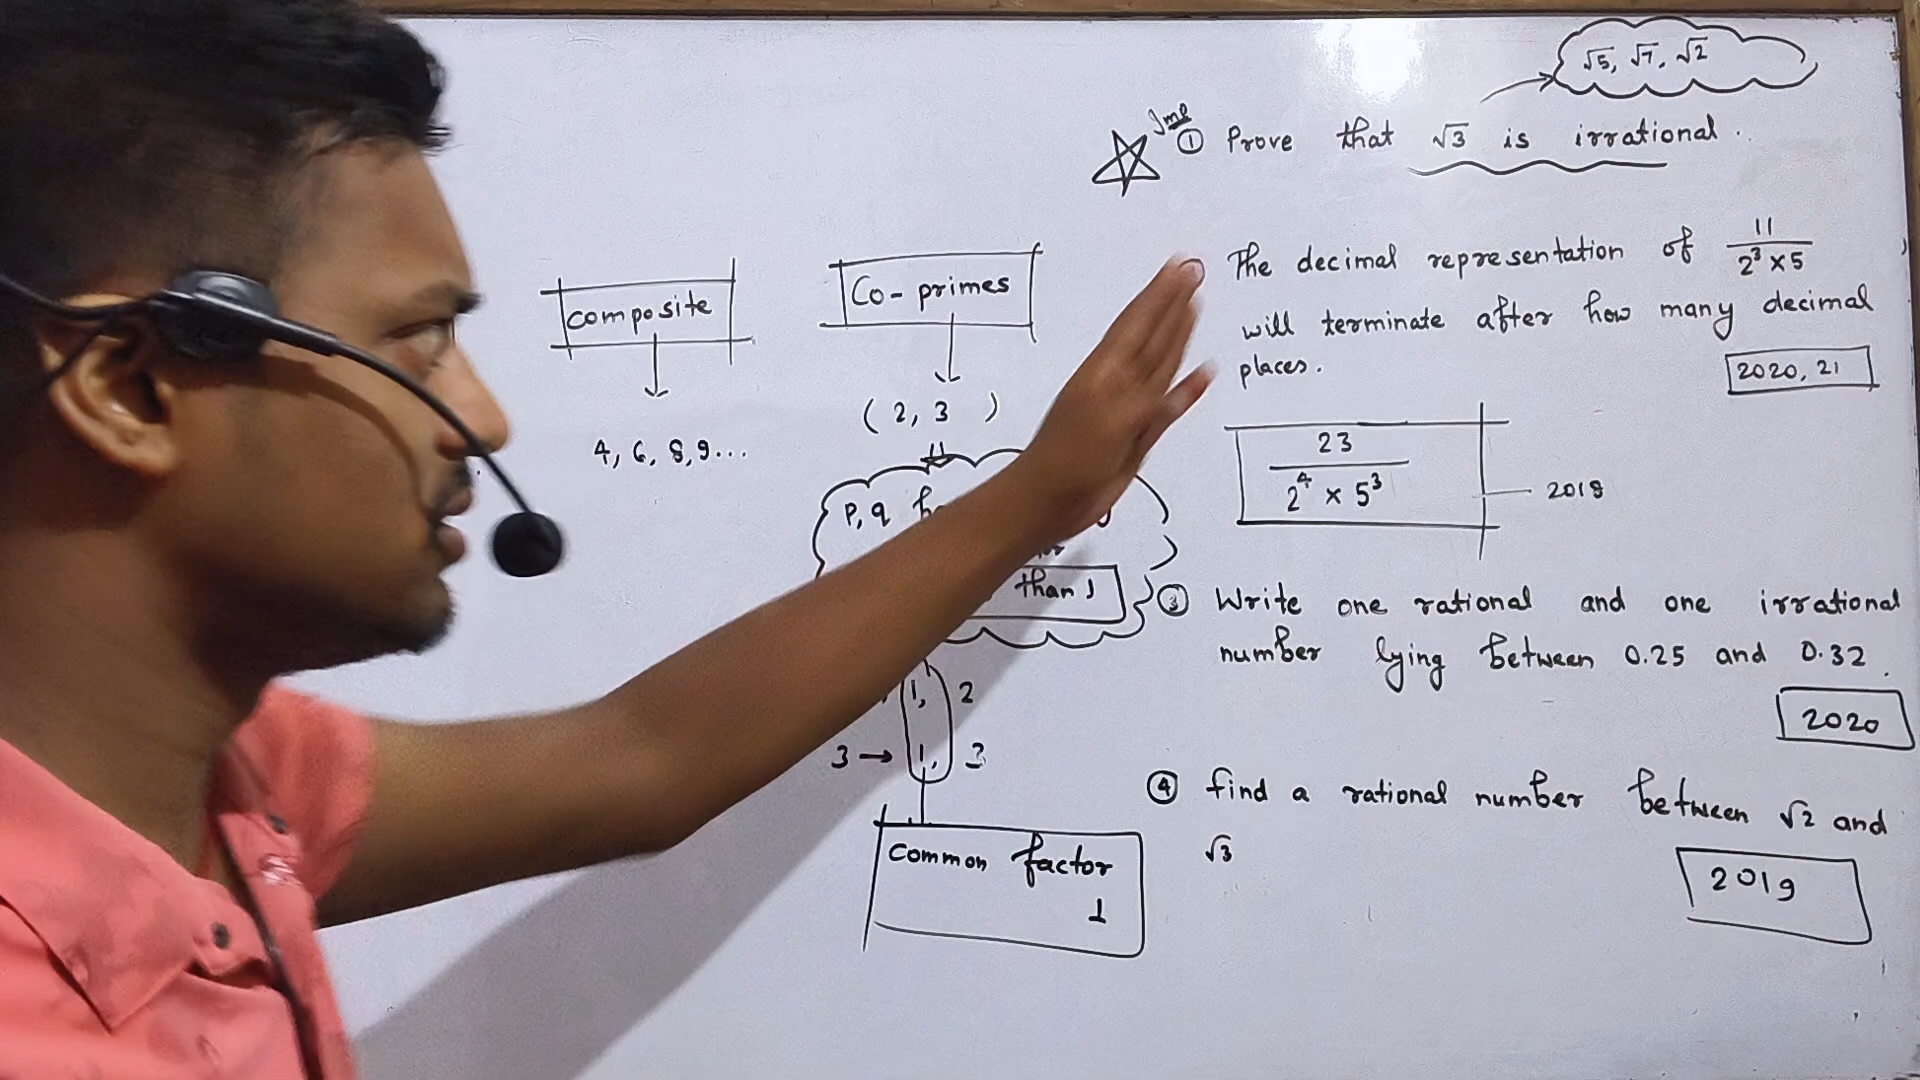 √5, √7, √2
Imp
① Prove that √3 is irrational.
The decimal representation of 11/2³ × 5
will terminate after how many decimal
places.
2020, 21
23/2⁴ × 5³
2018
③ Write one rational and one irrational
number lying between 0.25 and 0.32.
2020
④ find a rational number between √2 and
√3
2019
composite
4, 6, 8, 9...
Co-primes
(2, 3)
P, q
than 1
1, 2
3 → 1, 3
Common factor
1